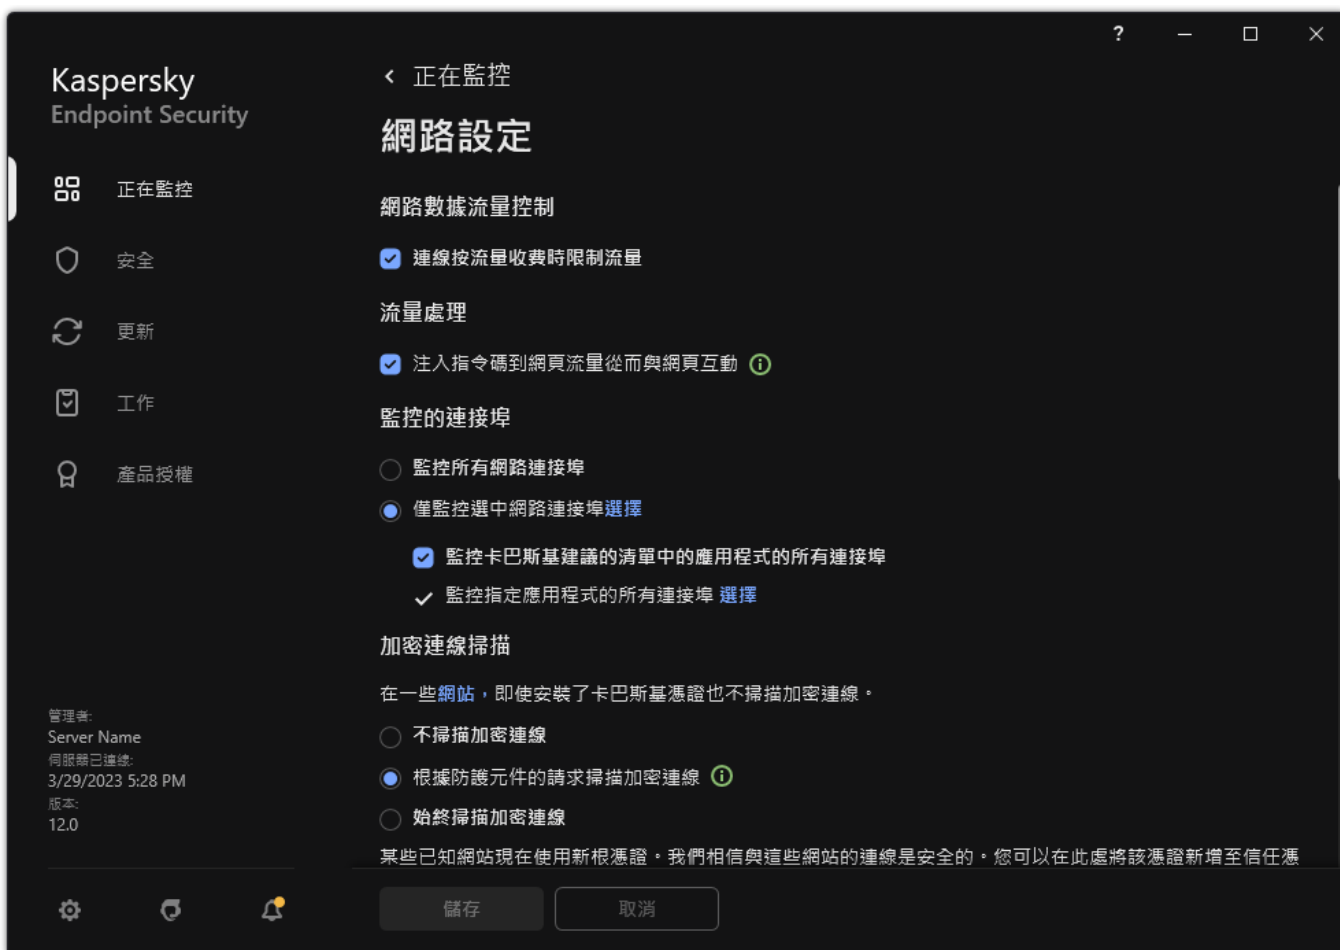 Kaspersky
Endpoint Security
正在監控
安全
更新
工作
產品授權
管理者:
Server Name
伺服器已連線:
3/29/2023 5:28 PM
版本:
12.0
?
正在監控
網路設定
網路數據流量控制
連線按流量收費時限制流量
流量處理
注入指令碼到網頁流量從而與網頁互動
監控的連接埠
監控所有網路連接埠
僅監控選中網路連接埠選擇
監控卡巴斯基建議的清單中的應用程式的所有連接埠
監控指定應用程式的所有連接埠 選擇
加密連線掃描
在一些網站，即使安裝了卡巴斯基憑證也不掃描加密連線。
不掃描加密連線
根據防護元件的請求掃描加密連線
始終掃描加密連線
某些已知網站現在使用新根憑證。我們相信與這些網站的連線是安全的。您可以在此處將該憑證新增至信任憑
儲存
取消